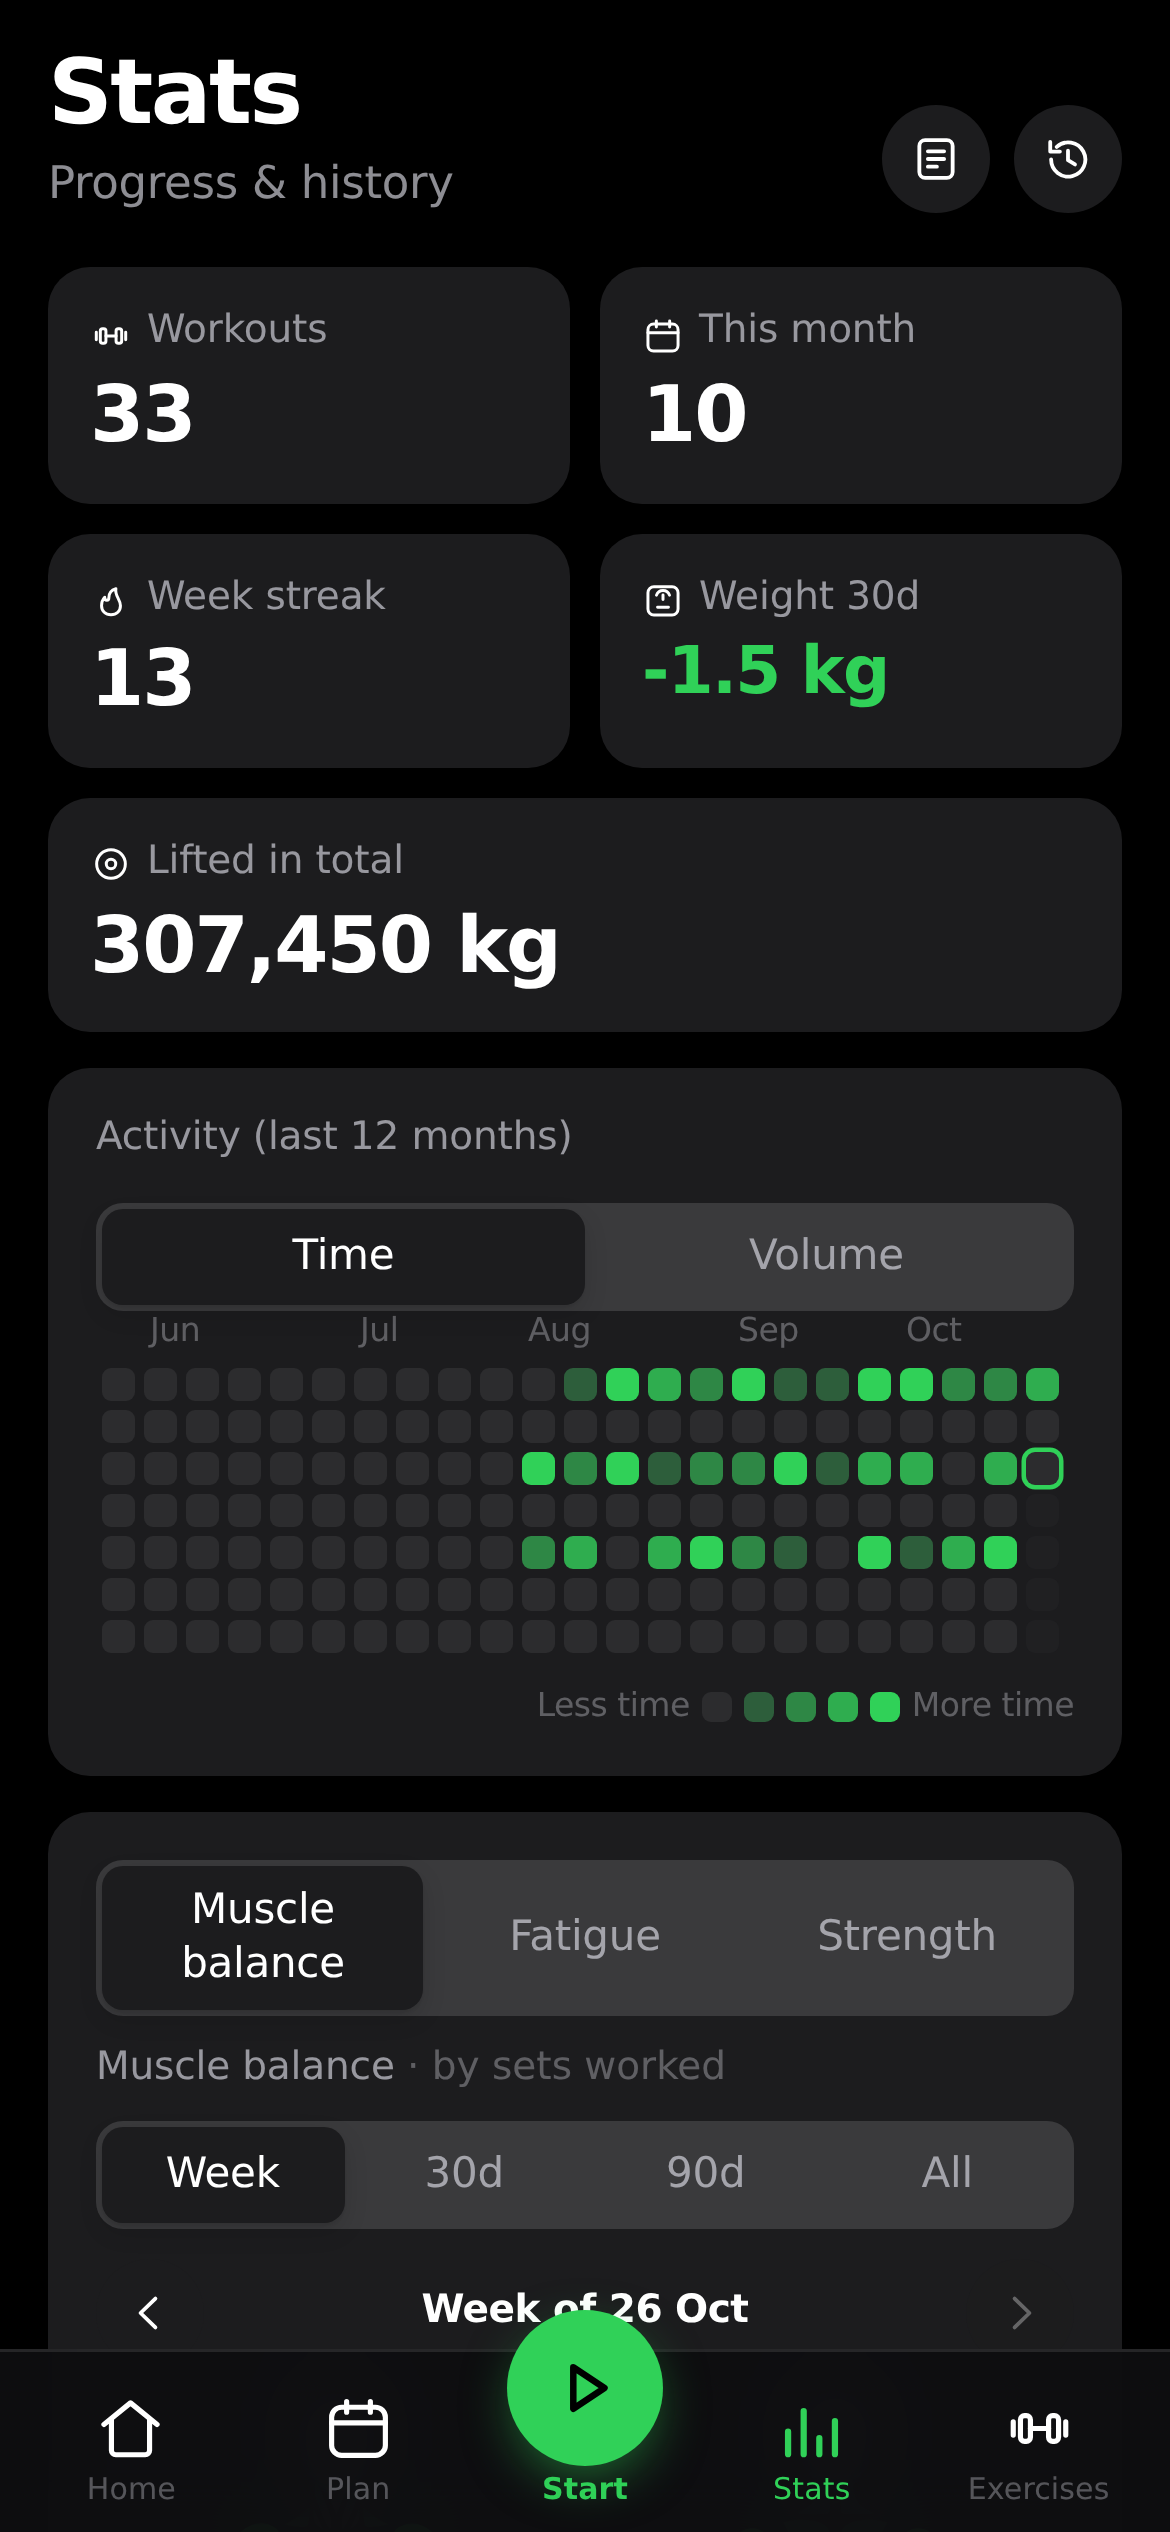 Stats
Progress & history
Workouts
33
This month
10
Week streak
13
Weight 30d
-1.5 kg
Lifted in total
307,450 kg
Activity (last 12 months)
Time
Volume
Jun
Jul
Aug
Sep
Oct
Less time
More time
Muscle
balance
Fatigue
Strength
Muscle balance · by sets worked
Week
30d
90d
All
Week of 26 Oct
Home
Plan
Start
Stats
Exercises